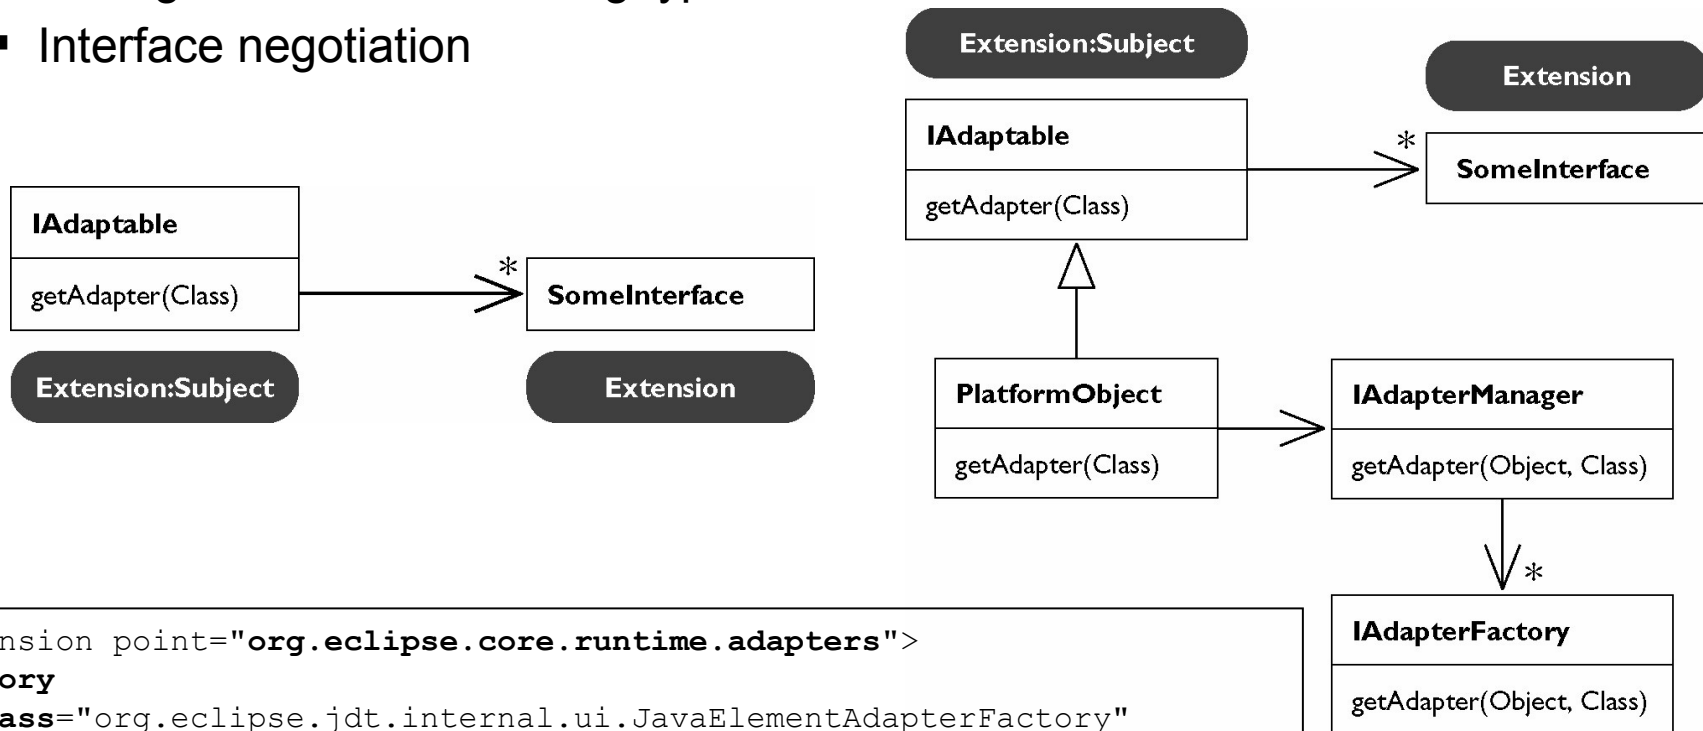 ▪ Interface negotiation
IAdaptable
getAdapter(Class)
*
SomeInterface
Extension:Subject
Extension
Extension:Subject
Extension
IAdaptable
getAdapter(Class)
*
SomeInterface
PlatformObject
getAdapter(Class)
IAdapterManager
getAdapter(Object, Class)
*
IAdapterFactory
getAdapter(Object, Class)
nsion point="org.eclipse.core.runtime.adapters">
ory
ass="org.eclipse.jdt.internal.ui.JavaElementAdapterFactory"